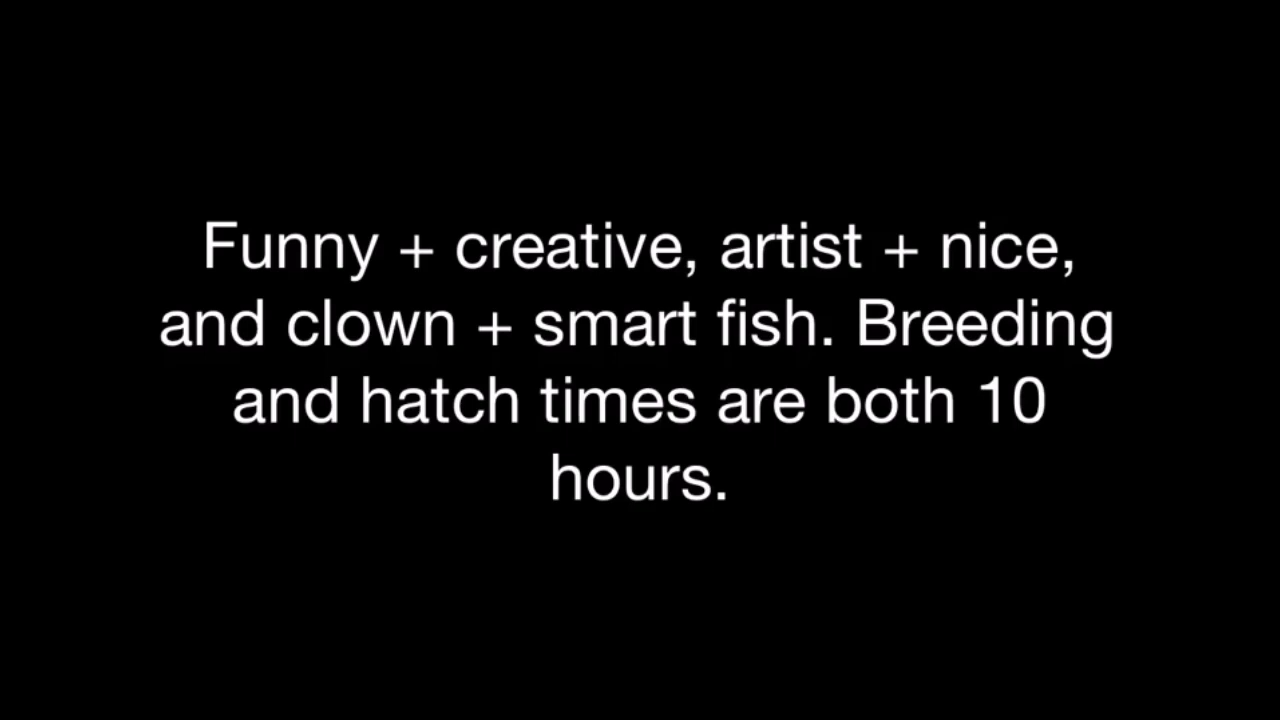 Funny + creative, artist + nice,
and clown + smart fish. Breeding
and hatch times are both 10
hours.